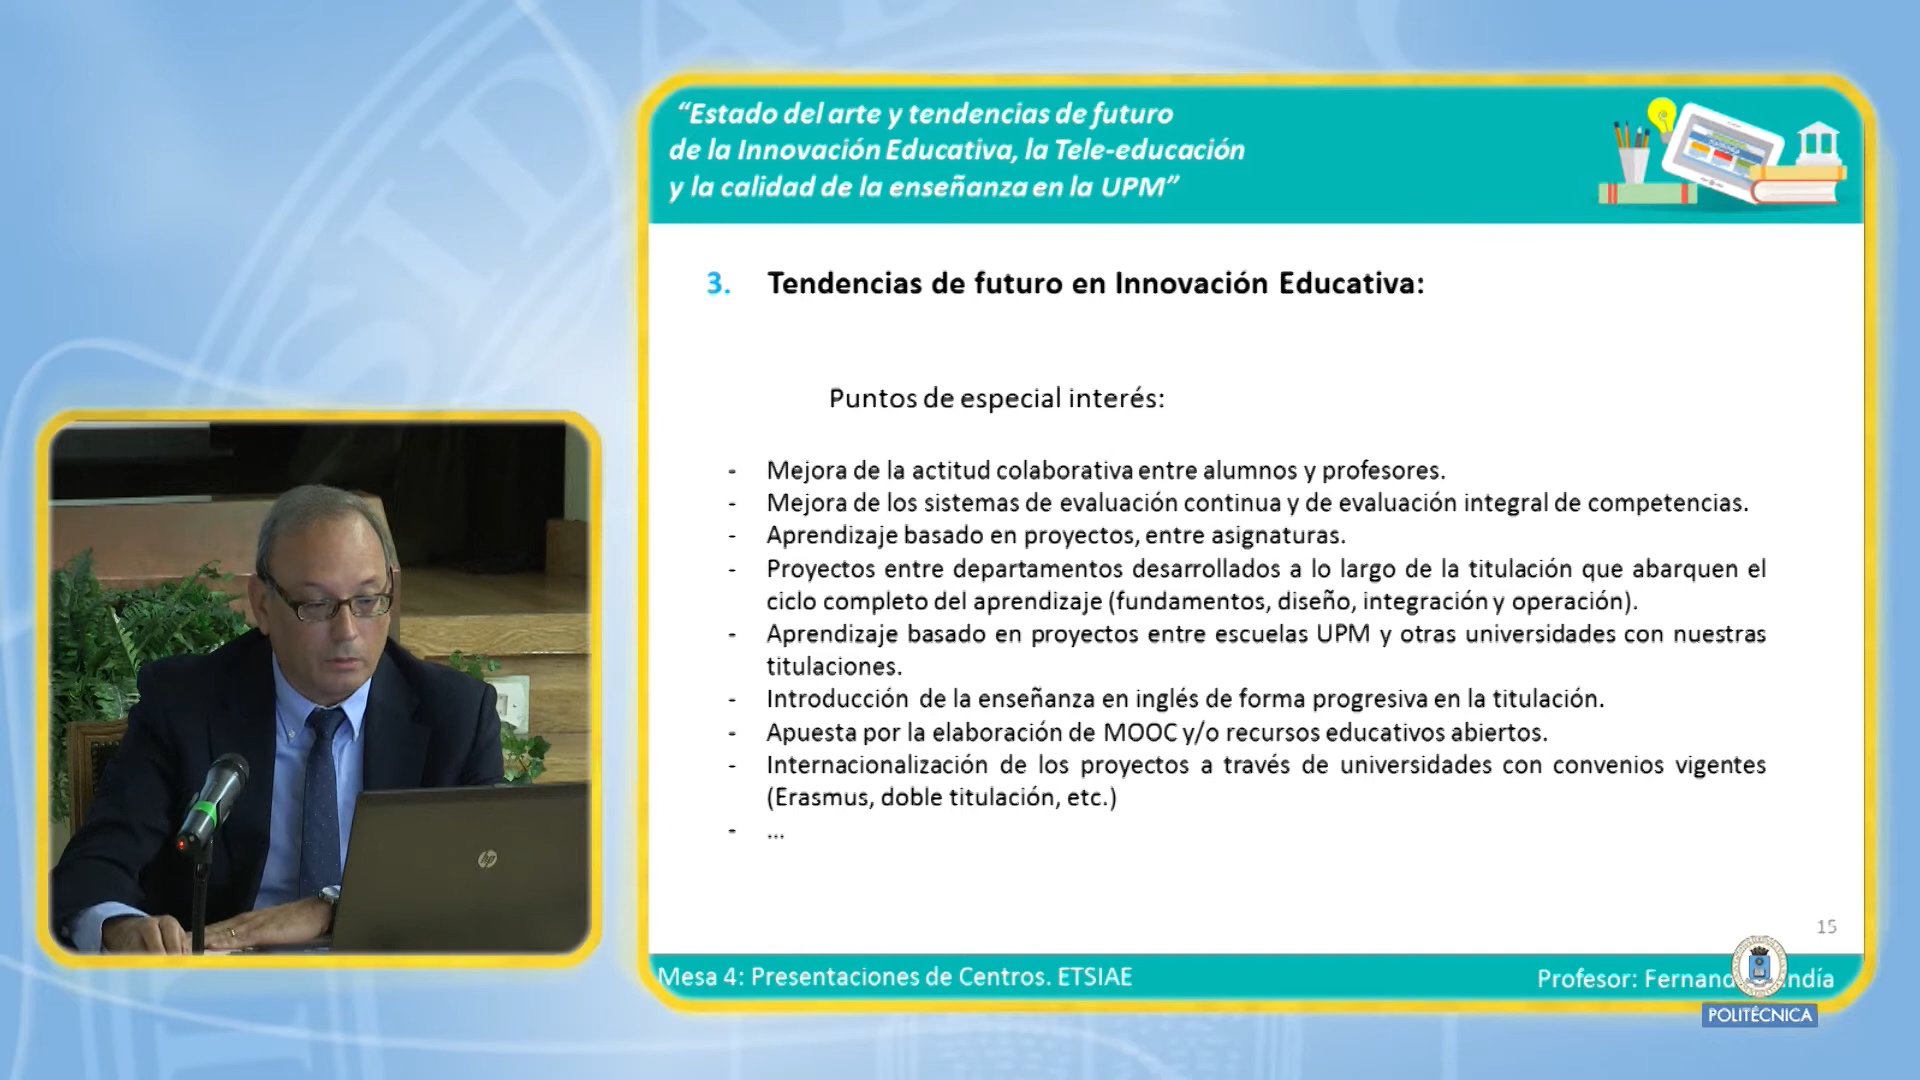 “Estado del arte y tendencias de futuro
de la Innovación Educativa, la Tele-educación
y la calidad de la enseñanza en la UPM”
3. Tendencias de futuro en Innovación Educativa:
Puntos de especial interés:
- Mejora de la actitud colaborativa entre alumnos y profesores.
- Mejora de los sistemas de evaluación continua y de evaluación integral de competencias.
- Aprendizaje basado en proyectos, entre asignaturas.
- Proyectos entre departamentos desarrollados a lo largo de la titulación que abarquen el
ciclo completo del aprendizaje (fundamentos, diseño, integración y operación).
- Aprendizaje basado en proyectos entre escuelas UPM y otras universidades con nuestras
titulaciones.
- Introducción de la enseñanza en inglés de forma progresiva en la titulación.
- Apuesta por la elaboración de MOOC y/o recursos educativos abiertos.
- Internacionalización de los proyectos a través de universidades con convenios vigentes
(Erasmus, doble titulación, etc.)
- ...
15
Mesa 4: Presentaciones de Centros. ETSIAE
Profesor:
POLITÉCNICA
hp